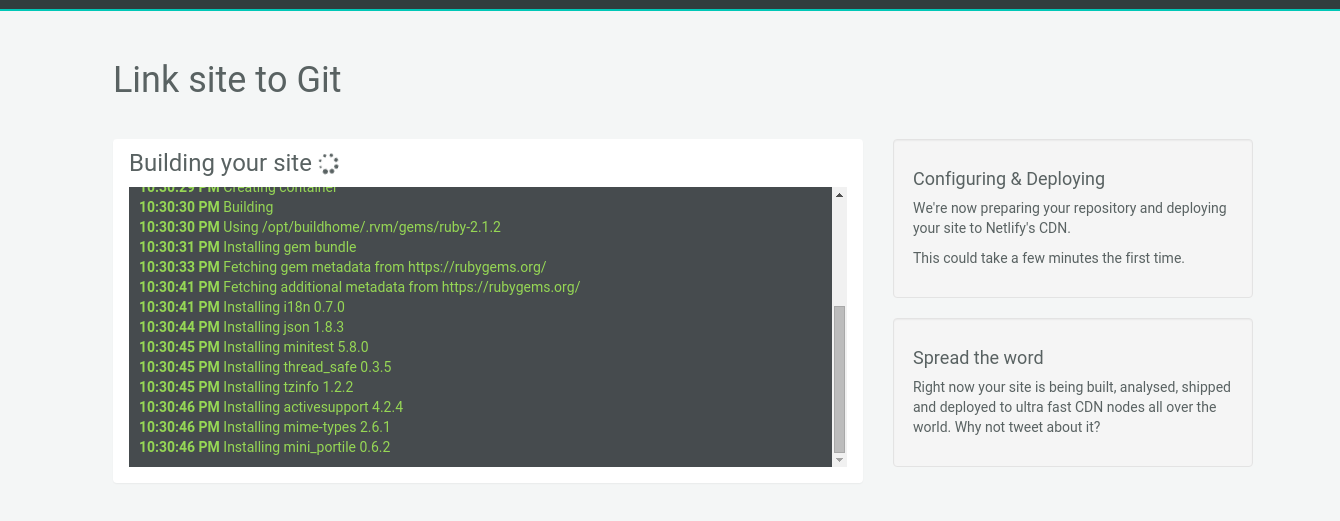 Link site to Git
Building your site
10:30:29 PM Creating container
10:30:30 PM Building
10:30:30 PM Using /opt/buildhome/.rvm/gems/ruby-2.1.2
10:30:31 PM Installing gem bundle
10:30:33 PM Fetching gem metadata from https://rubygems.org/
10:30:41 PM Fetching additional metadata from https://rubygems.org/
10:30:41 PM Installing i18n 0.7.0
10:30:44 PM Installing json 1.8.3
10:30:45 PM Installing minitest 5.8.0
10:30:45 PM Installing thread_safe 0.3.5
10:30:45 PM Installing tzinfo 1.2.2
10:30:46 PM Installing activesupport 4.2.4
10:30:46 PM Installing mime-types 2.6.1
10:30:46 PM Installing mini_portile 0.6.2
Configuring & Deploying
We're now preparing your repository and deploying
your site to Netlify's CDN.
This could take a few minutes the first time.
Spread the word
Right now your site is being built, analysed, shipped
and deployed to ultra fast CDN nodes all over the
world. Why not tweet about it?